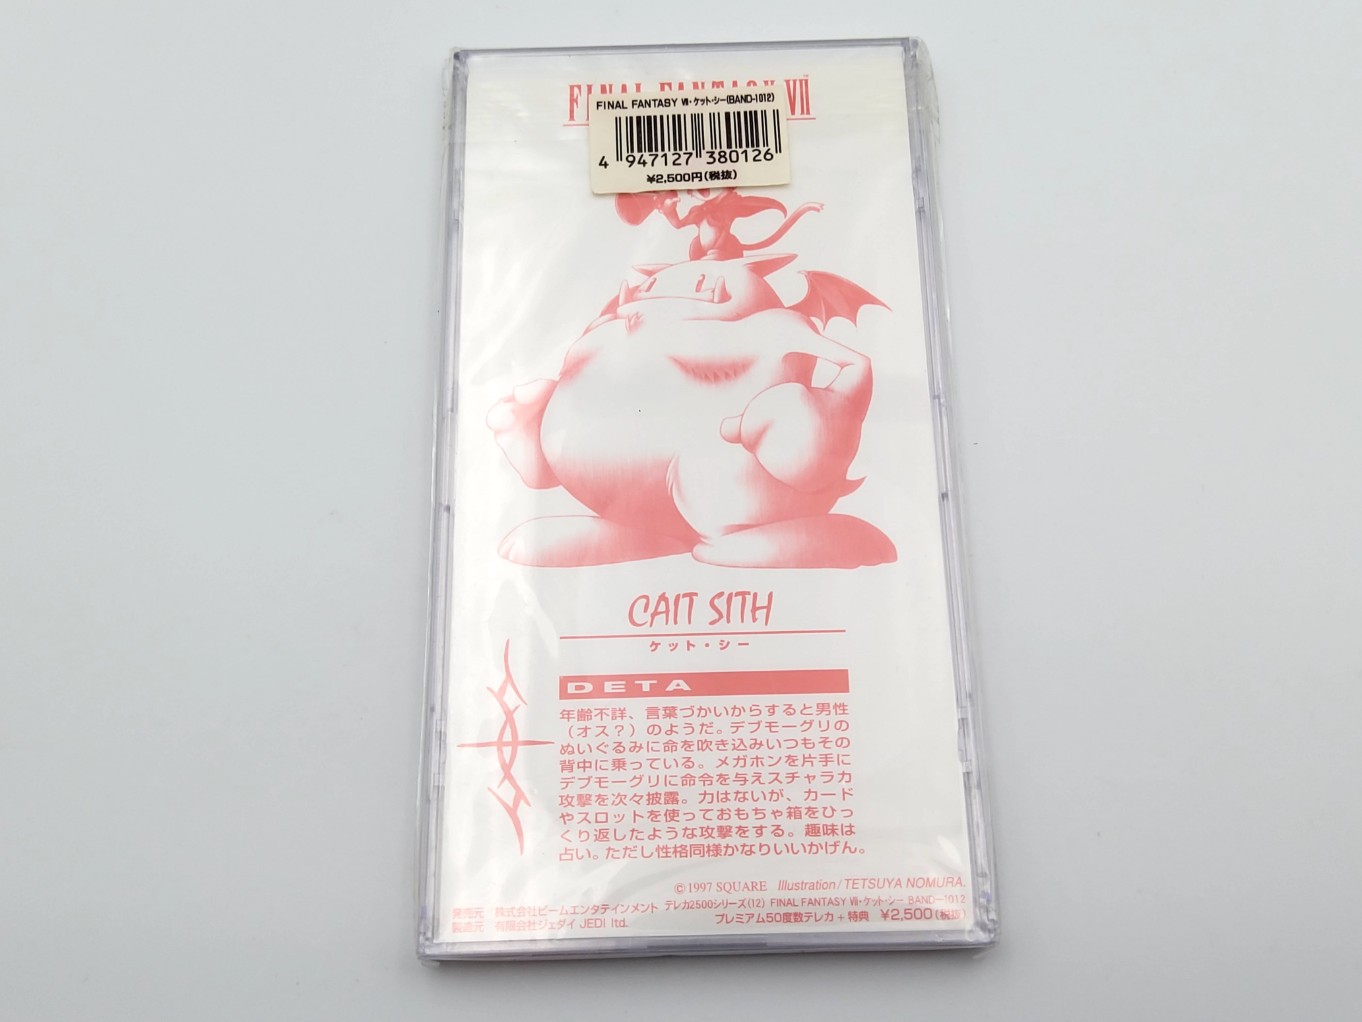 FINAL FANTASY VII
FINAL FANTASY Ⅶ・ケット・シー(BAND-1012)
4 947127 380126
¥2,500円(税抜)
CAIT SITH
ケット・シー
DETA
年齢不詳、言葉づかいからすると男性
(オス?)のようだ。デブモーグリの
ぬいぐるみに命を吹き込みいつもその
背中に乗っている。メガホンを片手に
デブモーグリに命令を与えスチャラカ
攻撃を次々披露。力はないが、カード
やスロットを使っておもちゃ箱をひっ
くり返したような攻撃をする。趣味は
占い。ただし性格同様かなりいいかげん。
©1997 SQUARE Illustration/TETSUYA NOMURA.
発売元 株式会社ビームエンタテインメント テレカ2500シリーズ(12) FINAL FANTASY Ⅶ・ケット・シー BAND-1012
製造元 有限会社ジェダイ JEDI ltd. プレミアム50度数テレカ + 特典 ¥2,500(税抜)